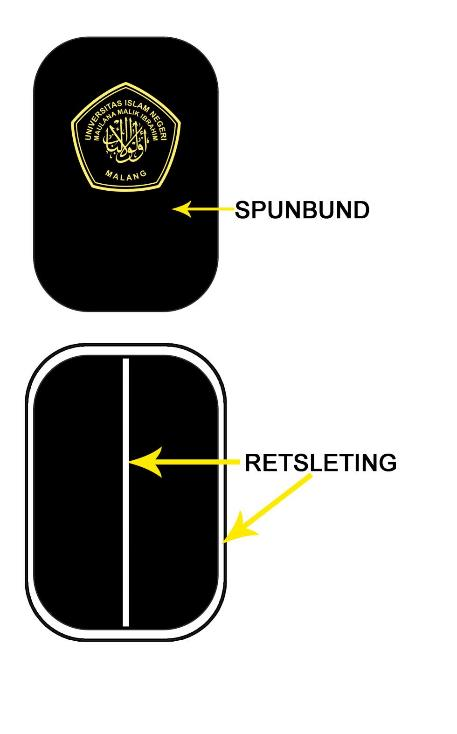 UNIVERSITAS ISLAM NEGERI
MAULANA MALIK IBRAHIM
MALANG
SPUNBUND
RETSLETING